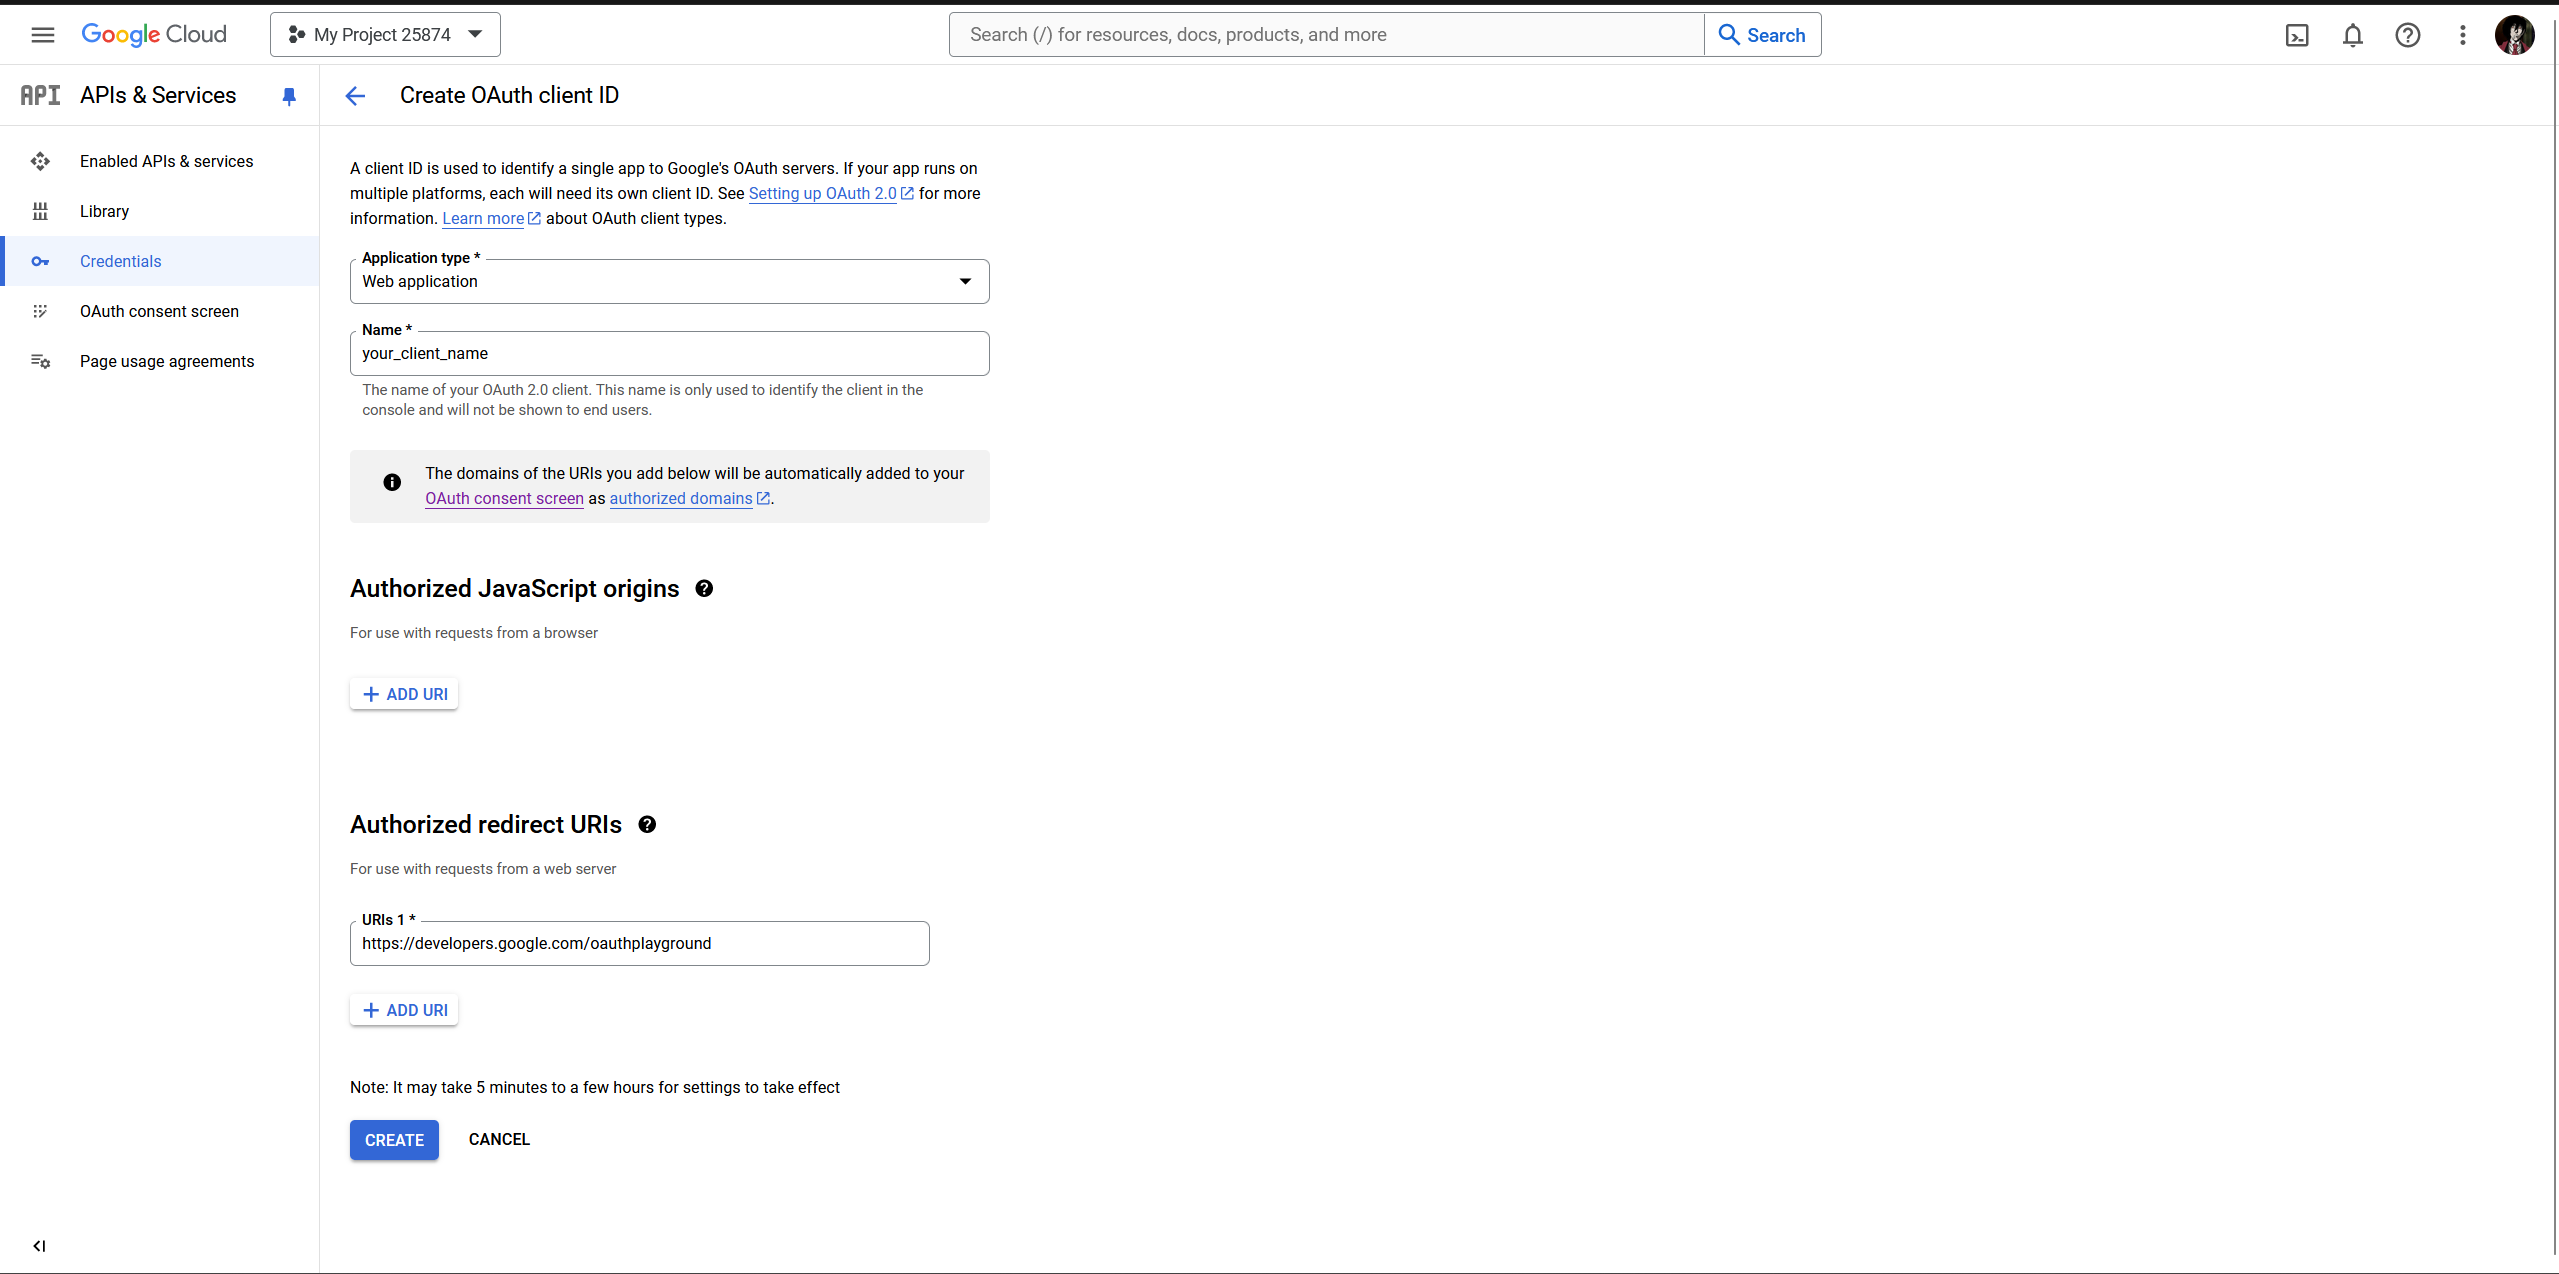 Google Cloud
My Project 25874
Search (/) for resources, docs, products, and more
Search
API
APIs & Services
Create OAuth client ID
Enabled APIs & services
Library
Credentials
OAuth consent screen
Page usage agreements
A client ID is used to identify a single app to Google's OAuth servers. If your app runs on
multiple platforms, each will need its own client ID. See Setting up OAuth 2.0 for more
information. Learn more about OAuth client types.
Application type *
Web application
Name *
your_client_name
The name of your OAuth 2.0 client. This name is only used to identify the client in the
console and will not be shown to end users.
The domains of the URIs you add below will be automatically added to your
OAuth consent screen as authorized domains.
Authorized JavaScript origins
For use with requests from a browser
ADD URI
Authorized redirect URIs
For use with requests from a web server
URIs 1 *
https://developers.google.com/oauthplayground
ADD URI
Note: It may take 5 minutes to a few hours for settings to take effect
CREATE
CANCEL